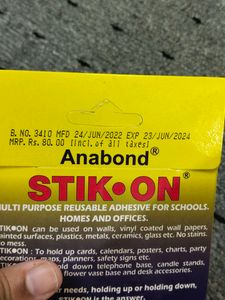 B. NO. 3410 MFD 24/JUN/2022 EXP 23/JUN/2024
MRP. Rs. 80.00 [Incl. of all taxes]
Anabond®
STIK•ON®
MULTI PURPOSE REUSABLE ADHESIVE FOR SCHOOLS,
HOMES AND OFFICES.
STIK•ON can be used on walls, vinyl coated wall papers,
painted surfaces, plastics, metals, ceramics, glass etc. No stains,
no mess.
STIK•ON : To hold up cards, calendars, posters, charts, party
decorations, maps, planners, safety signs etc.
hold down telephone base, candle stands,
flower vase base and desk accessories.
needs, holding up or holding down,
STIK•ON is the answer.